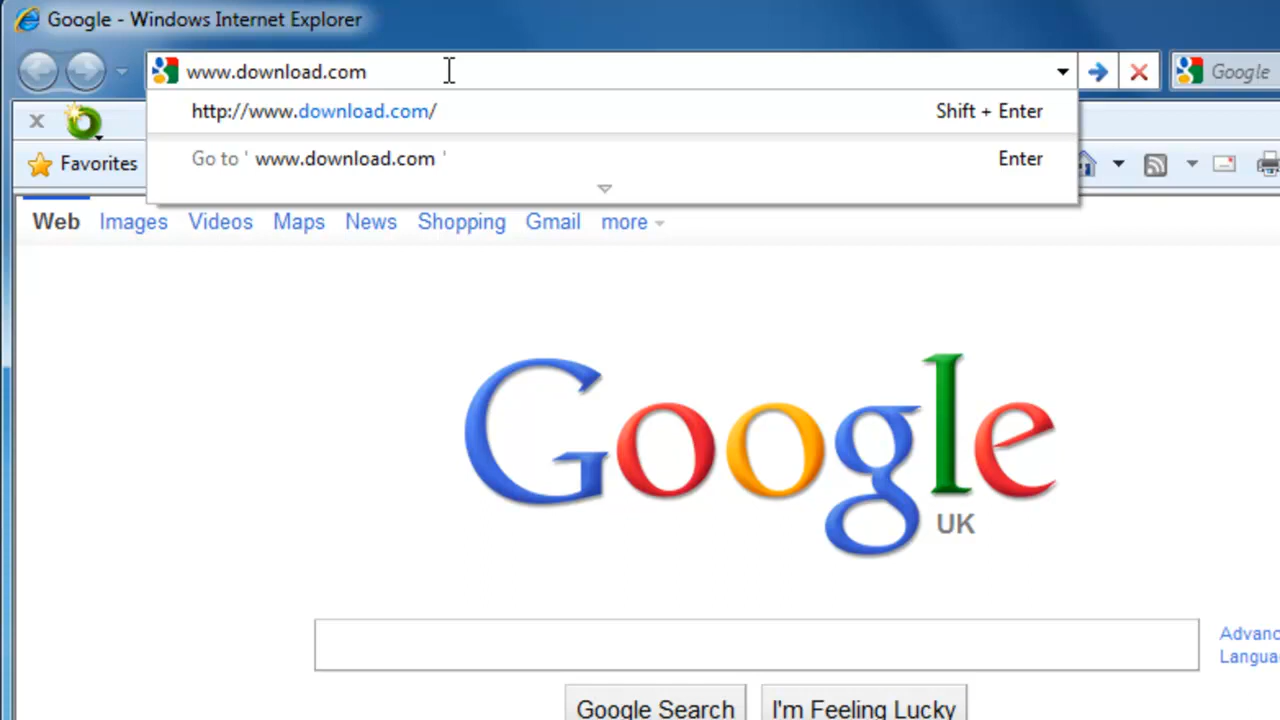 Google - Windows Internet Explorer
www.download.com
Google
http://www.download.com/ Shift + Enter
Go to ' www.download.com ' Enter
Favorites
Web Images Videos Maps News Shopping Gmail more
Google
UK
Advanc
Langua
Google Search I'm Feeling Lucky